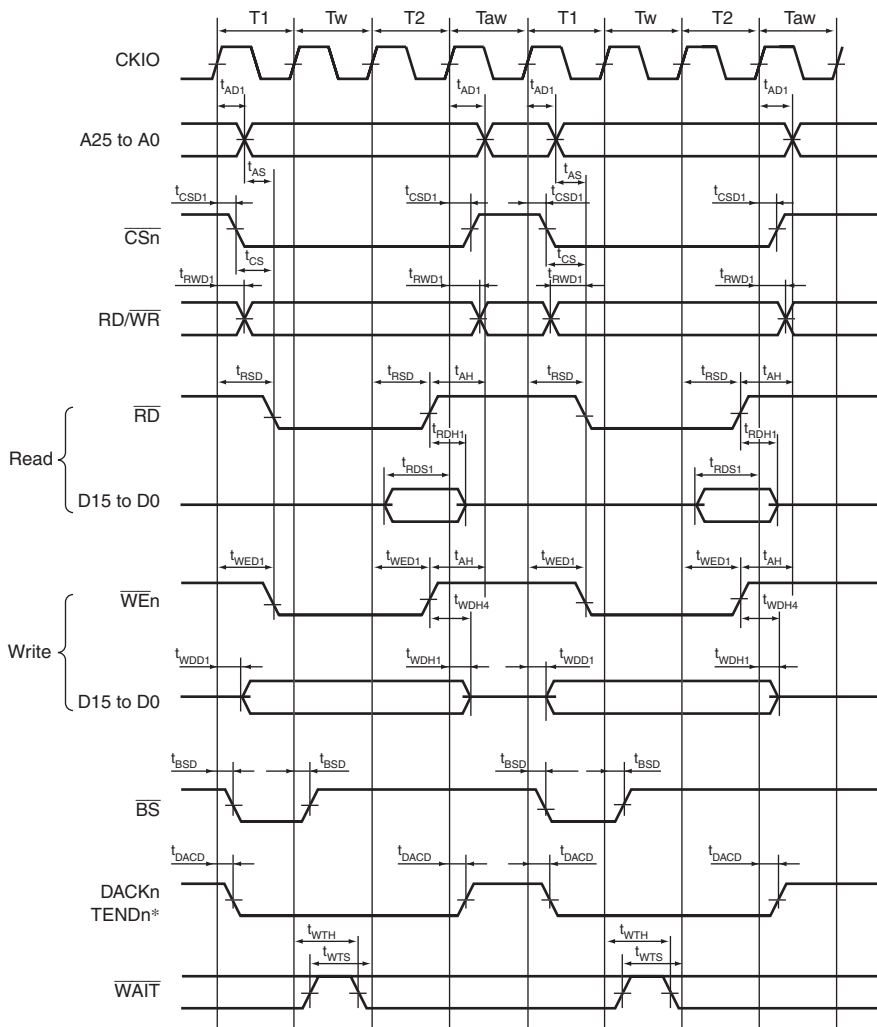 T1 Tw T2 Taw T1 Tw T2 Taw
CKIO
tAD1 tAD1 tAD1 tAD1
A25 to A0
tAS tAS
tCSD1 tCSD1 tCSD1 tCSD1
CSn
tCS tCS
tRWD1 tRWD1 tRWD1 tRWD1
RD/WR
tRSD tRSD tAH tRSD tRSD tAH
RD
tRDH1 tRDH1
Read
tRDS1 tRDS1
D15 to D0
tWED1 tWED1 tAH tWED1 tWED1 tAH
WEn
tWDH4 tWDH4
Write
tWDD1 tWDH1 tWDD1 tWDH1
D15 to D0
tBSD tBSD tBSD tBSD
BS
tDACD tDACD tDACD tDACD
DACKn
TENDn*
tWTH tWTH
tWTS tWTS
WAIT